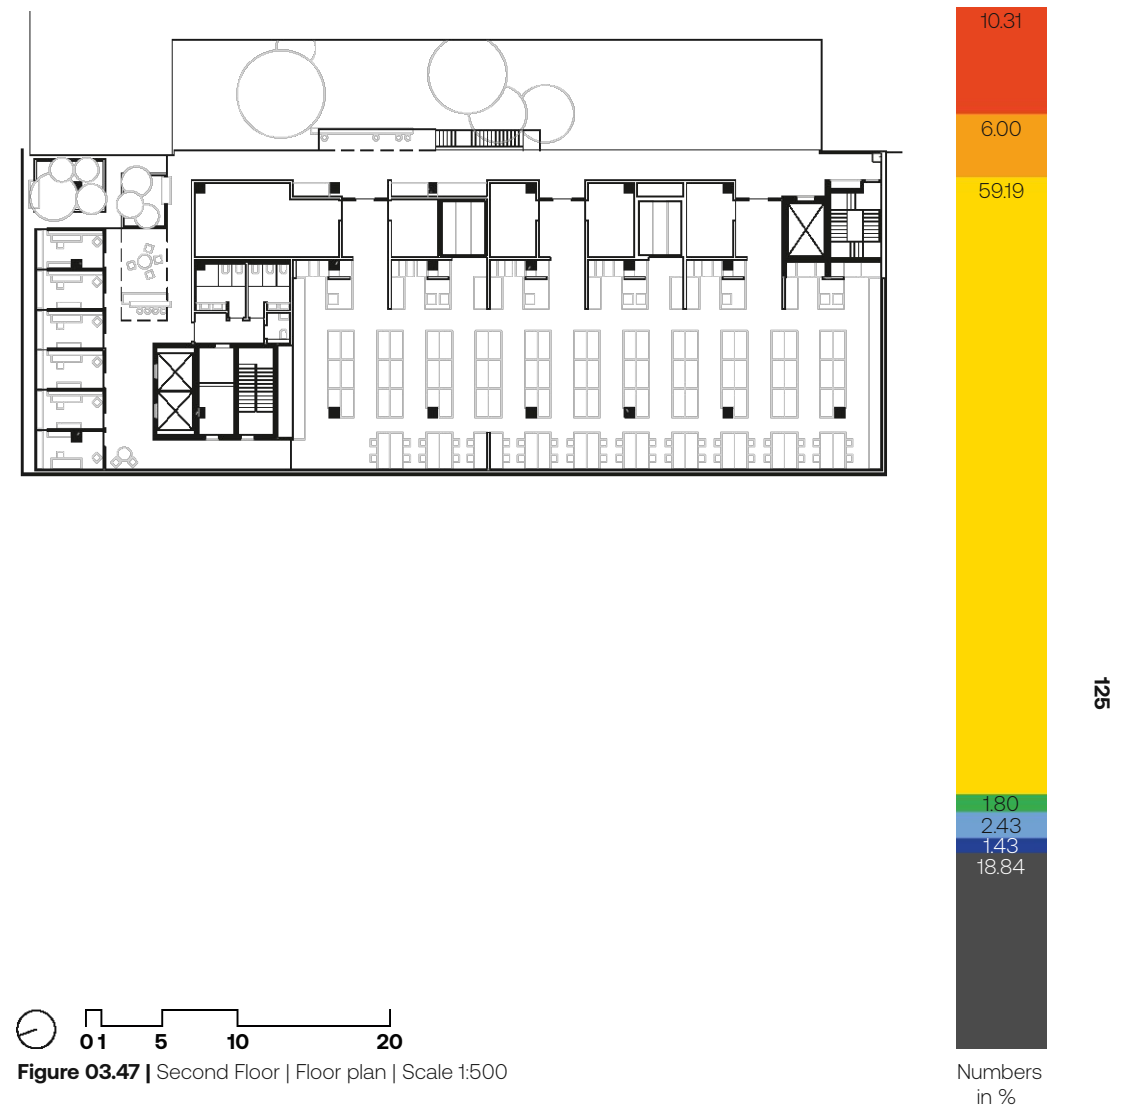 10.31
6.00
59.19
1.80
2.43
1.43
18.84
125
0 1 5 10 20
Figure 03.47 | Second Floor | Floor plan | Scale 1:500
Numbers
in %